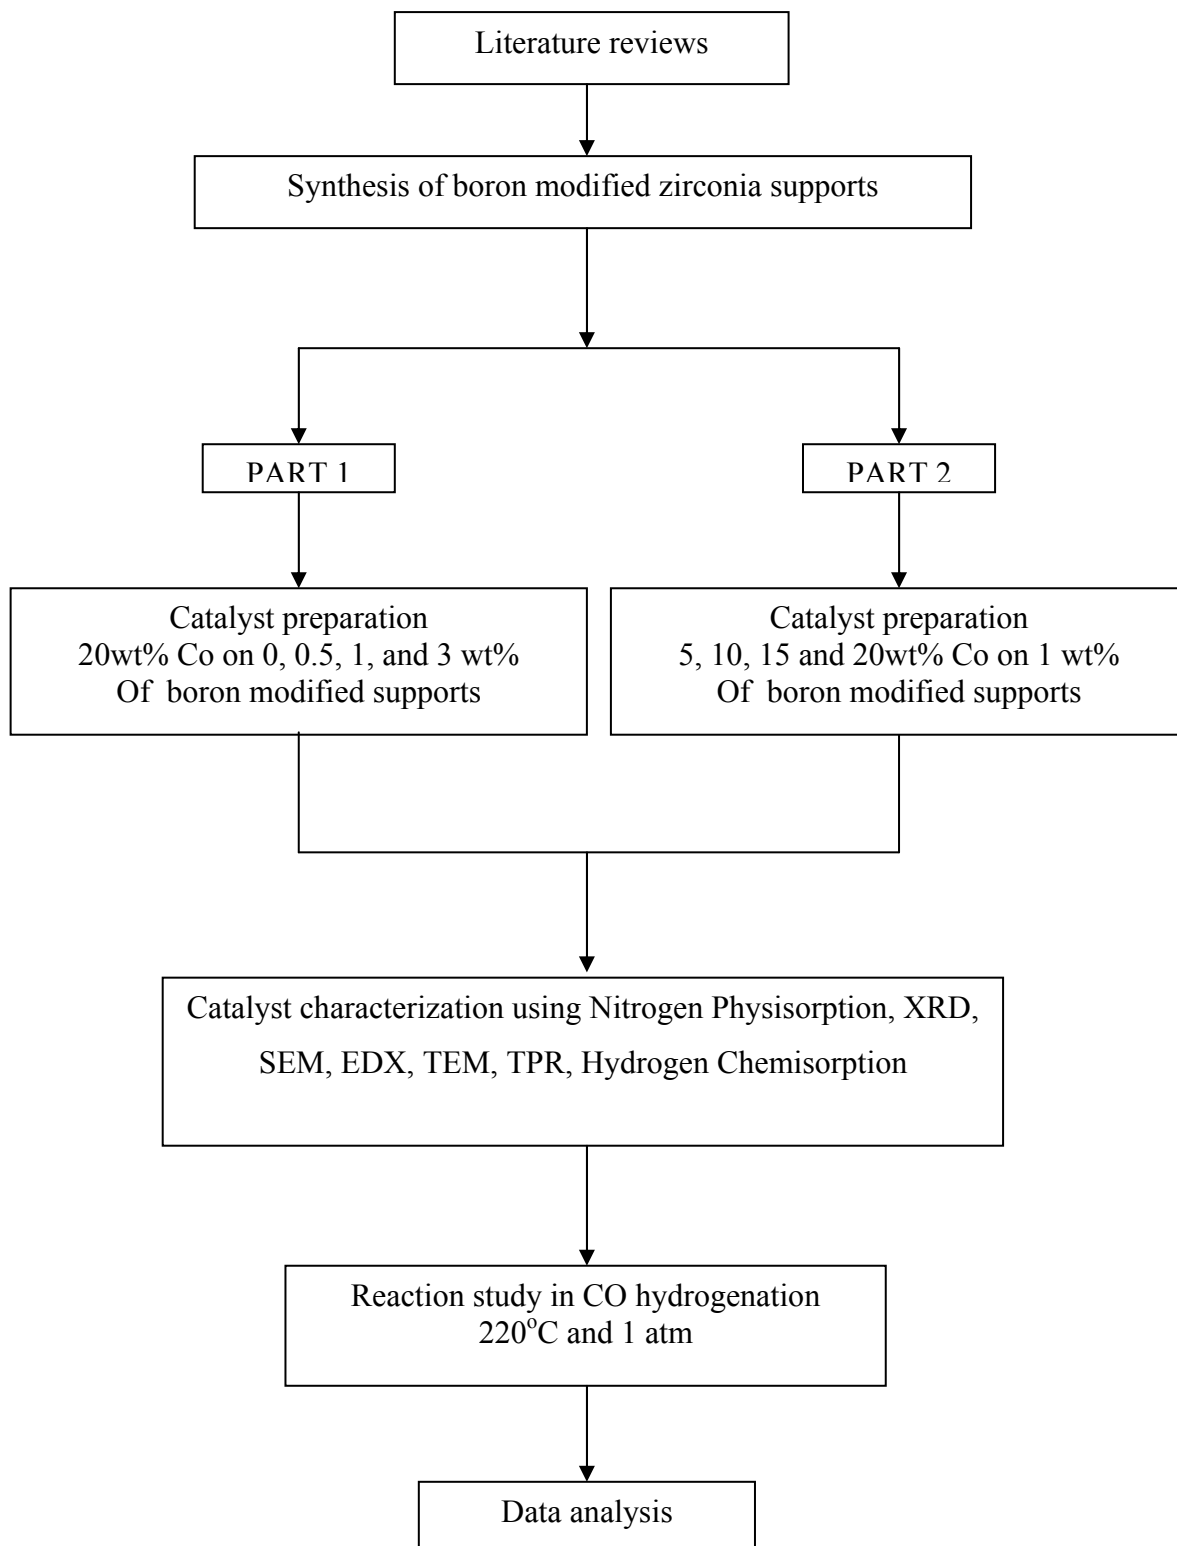 Literature reviews
Synthesis of boron modified zirconia supports
PART 1
PART 2
Catalyst preparation
20wt% Co on 0, 0.5, 1, and 3 wt%
Of boron modified supports
Catalyst preparation
5, 10, 15 and 20wt% Co on 1 wt%
Of boron modified supports
Catalyst characterization using Nitrogen Physisorption, XRD,
SEM, EDX, TEM, TPR, Hydrogen Chemisorption
Reaction study in CO hydrogenation
220°C and 1 atm
Data analysis